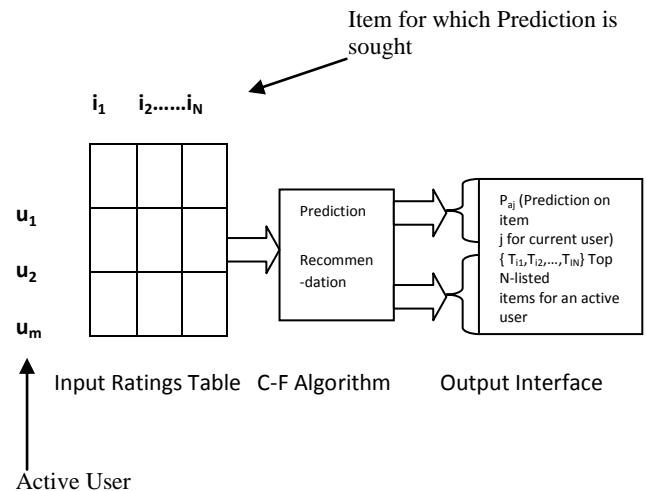 Item for which Prediction is
sought
i1 i2......iN
u1
u2
um
Prediction
Recommen
-dation
Paj (Prediction on
item
j for current user)
{ Ti1,Ti2,...,TIN} Top
N-listed
items for an active
user
Input Ratings Table C-F Algorithm Output Interface
Active User